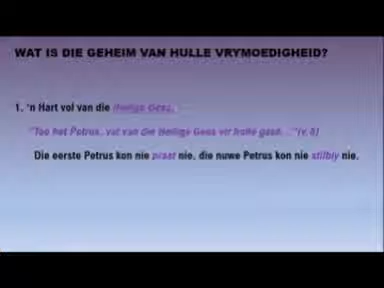 WAT IS DIE GEHEIM VAN HULLE VRYMOEDIGHEID?
1. 'n Hart vol van die Heilige Gees.
"Toe het Petrus, vol van die Heilige Gees vir hulle gesê..."(v.8)
Die eerste Petrus kon nie praat nie, die nuwe Petrus kon nie stilbly nie.